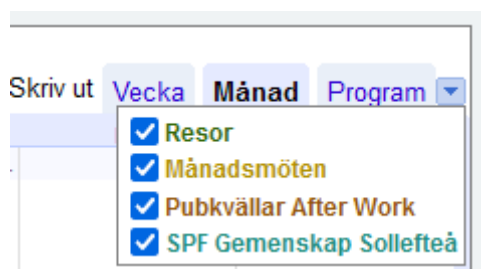 Skriv ut Vecka Månad Program
Resor
Månadsmöten
Pubkvällar After Work
SPF Gemenskap Sollefteå